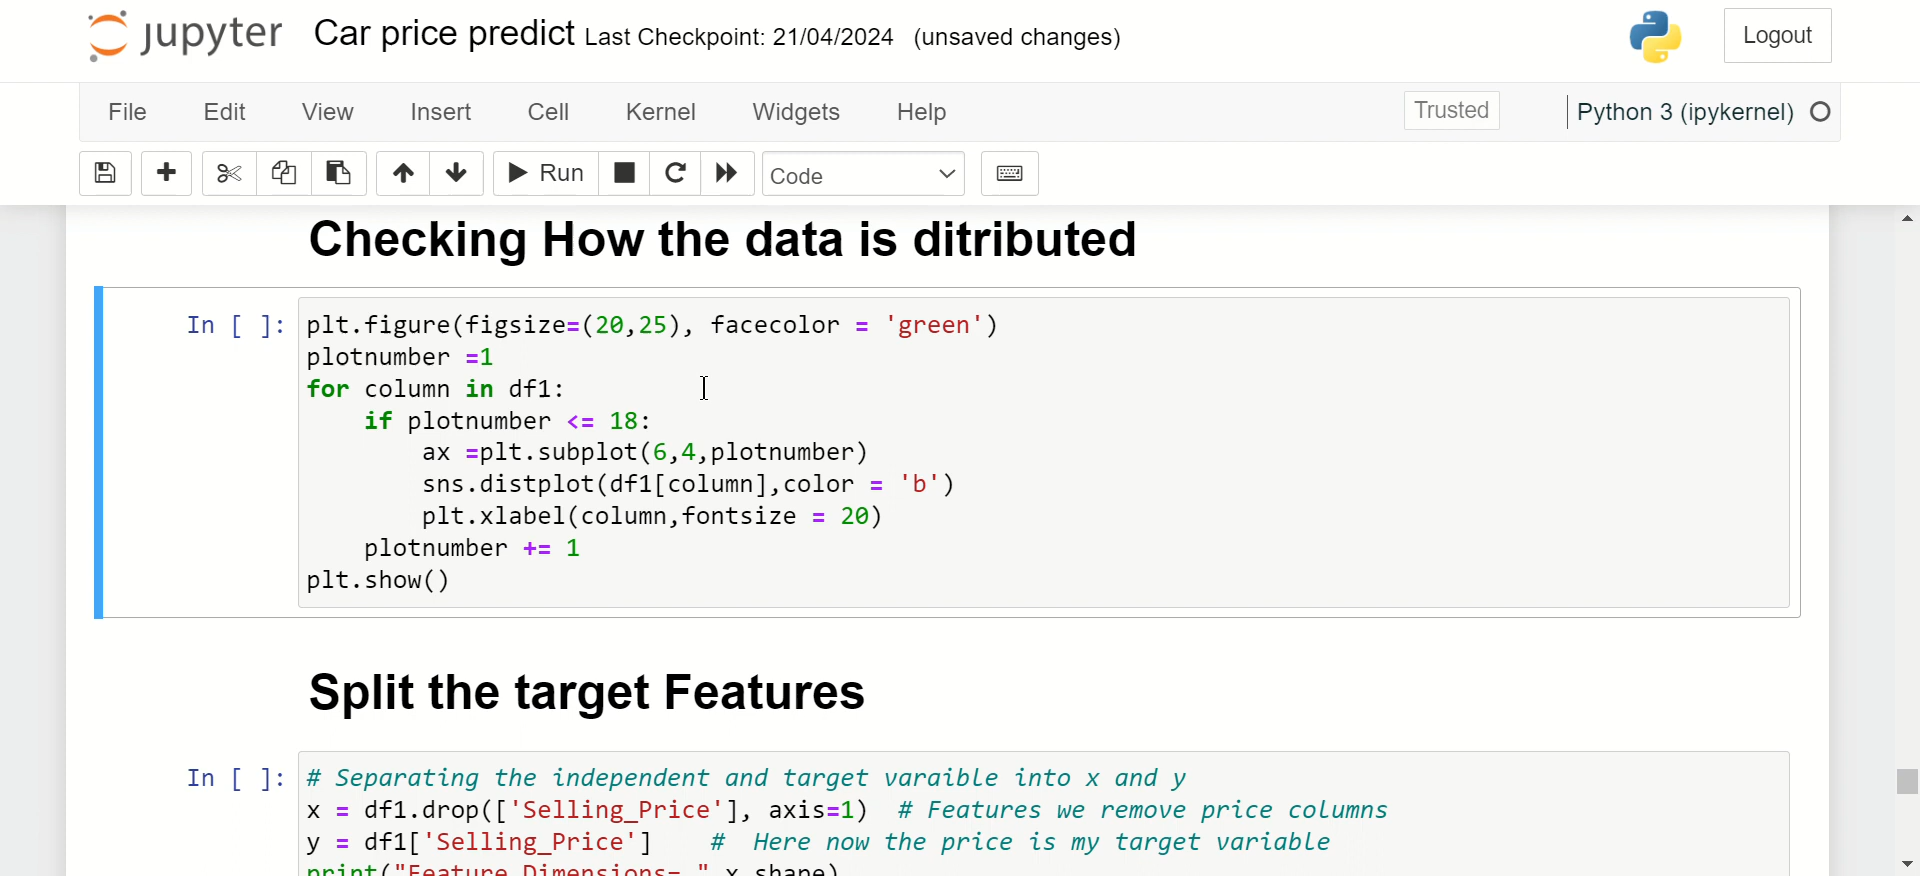 jupyter Car price predict Last Checkpoint: 21/04/2024 (unsaved changes) Logout
File Edit View Insert Cell Kernel Widgets Help Trusted Python 3 (ipykernel)
Run Code
Checking How the data is ditributed
In [ ]: plt.figure(figsize=(20,25), facecolor = 'green')
plotnumber =1
for column in df1:
    if plotnumber <= 18:
        ax =plt.subplot(6,4,plotnumber)
        sns.distplot(df1[column],color = 'b')
        plt.xlabel(column,fontsize = 20)
    plotnumber += 1
plt.show()
Split the target Features
In [ ]: # Separating the independent and target varaible into x and y
x = df1.drop(['Selling_Price'], axis=1)  # Features we remove price columns
y = df1['Selling_Price']    #  Here now the price is my target variable
print("Feature Dimensions= ",x.shape)